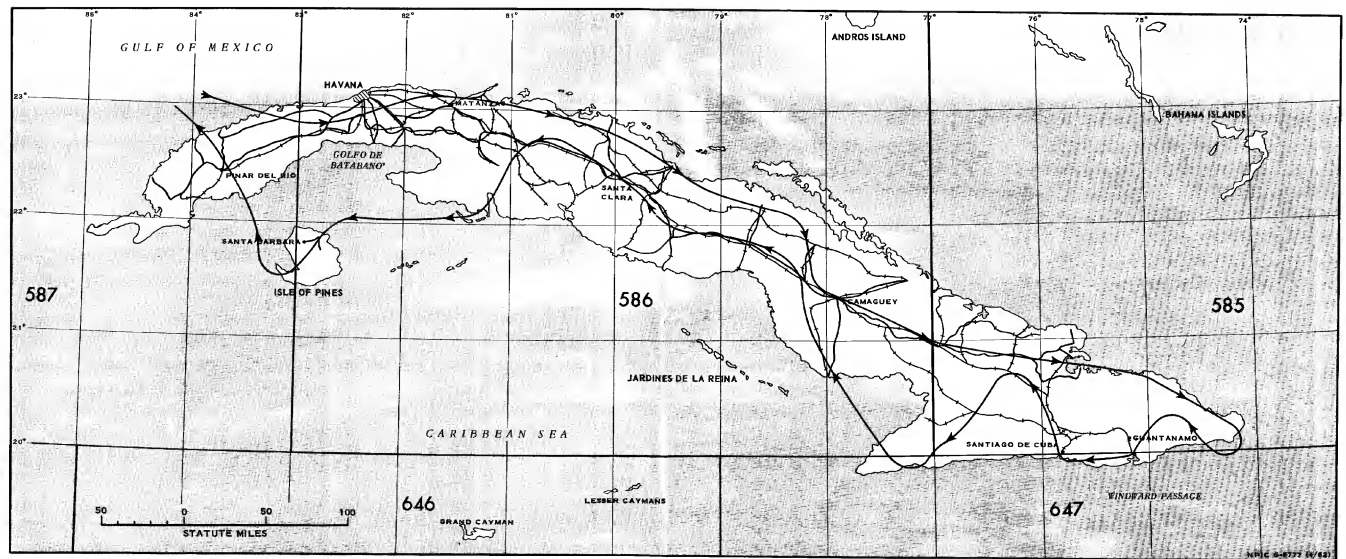 85° 84° 83° 82° 81° 80° 79° 78° 77° 76° 75° 74°
GULF OF MEXICO
ANDROS ISLAND
HAVANA
23°
MATANZAS
BAHAMA ISLANDS
GOLFO DE
BATABANO
PINAR DEL RIO
SANTA
CLARA
22°
SANTA BARBARA
ISLE OF PINES
587
586
CAMAGUEY
585
21°
JARDINES DE LA REINA
20°
CARIBBEAN SEA
SANTIAGO DE CUBA
GUANTANAMO
646
LESSER CAYMANS
WINDWARD PASSAGE
647
50 0 50 100
STATUTE MILES
GRAND CAYMAN